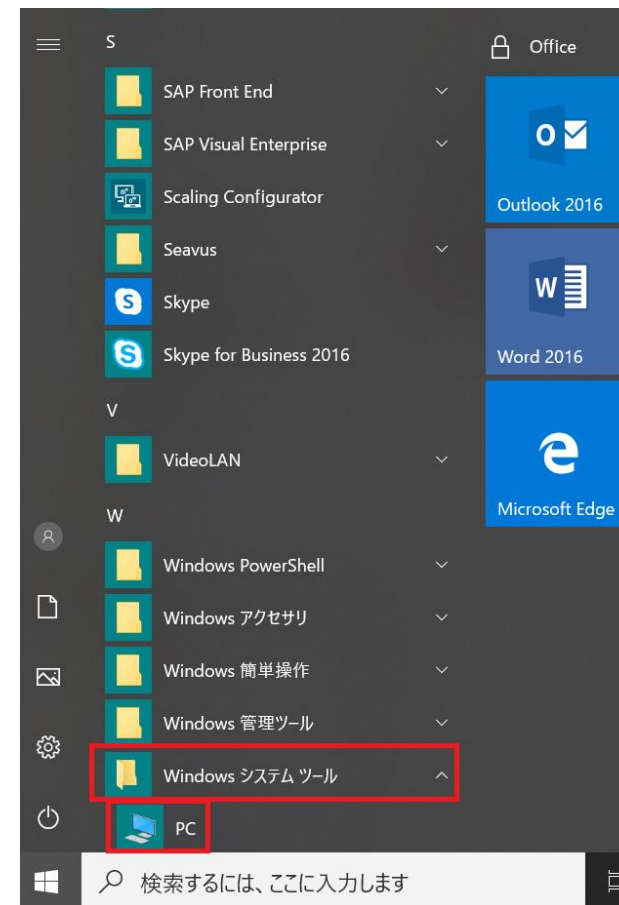 S
SAP Front End
SAP Visual Enterprise
Scaling Configurator
Seavus
Skype
Skype for Business 2016
V
VideoLAN
W
Windows PowerShell
Windows アクセサリ
Windows 簡単操作
Windows 管理ツール
Windows システム ツール
PC
検索するには、ここに入力します
Office
Outlook 2016
Word 2016
Microsoft Edge